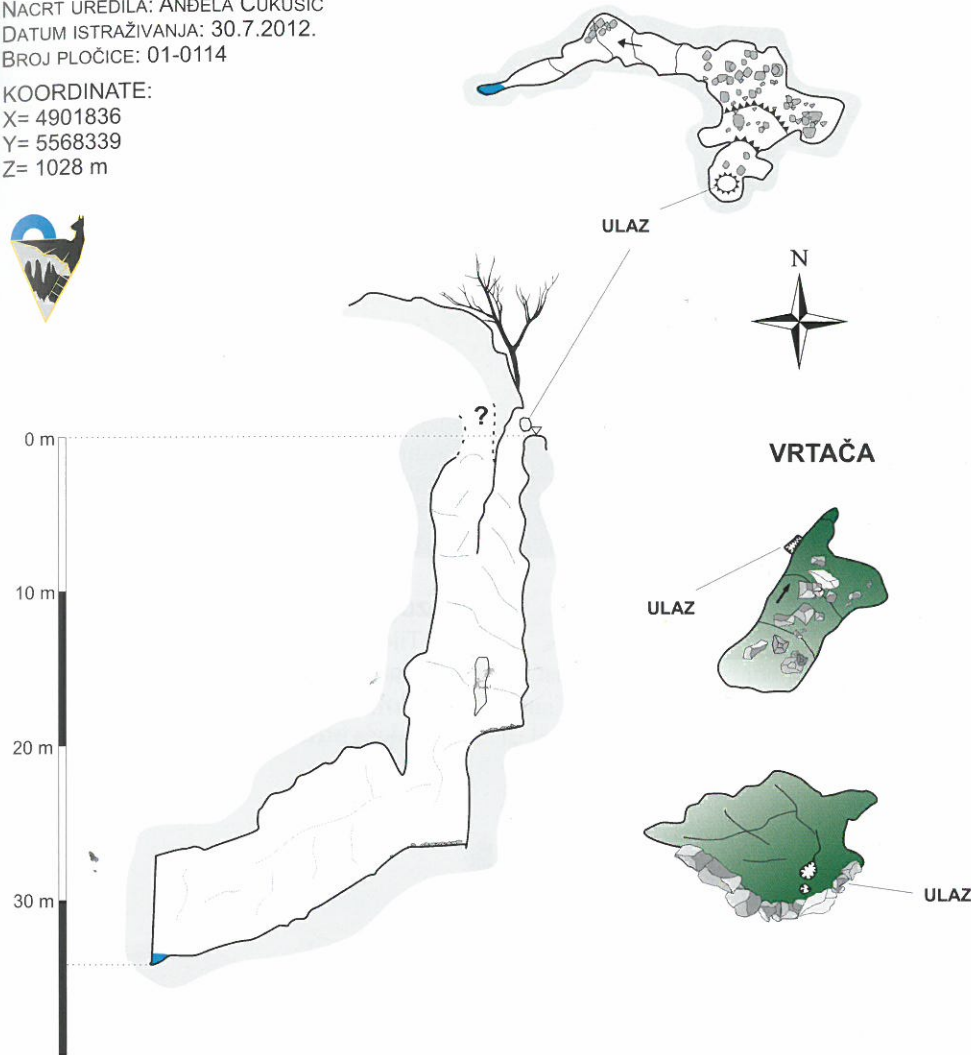 NACRT UREDILA: ANĐELA ĆUKUŠIĆ
DATUM ISTRAŽIVANJA: 30.7.2012.
BROJ PLOČICE: 01-0114
KOORDINATE:
X= 4901836
Y= 5568339
Z= 1028 m
ULAZ
N
?
0 m
VRTAČA
10 m
ULAZ
20 m
30 m
ULAZ